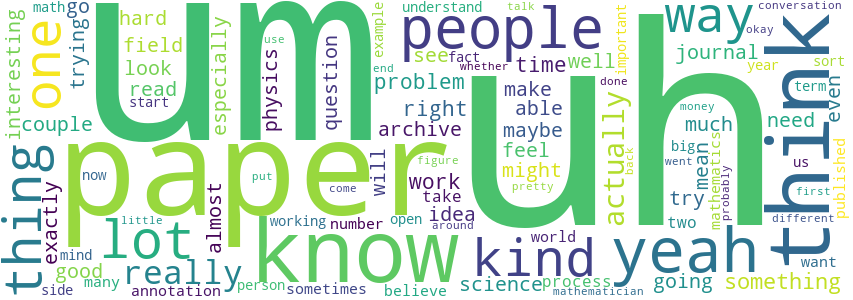 math
go
hard
um
example
understand
talk
people
way
conversation
okay
think
interesting
one
trying
field
look
read
start
especially
physics
use
question
end
see
fact
whether
time
well
important
journal
year
sort
even
couple
problem
make
able
done
need
term
right
maybe
uh
actually
much
money
archive
feel
big
mathematics
us
published
thing
exactly
now
paper
put
come
will
figure
might
pretty
back
mean
went
probably
first
almost
work
take
try
two
different
little
lot
know
working
number
open
idea
around
kind
world
yeah
want
mind
good
really
side
many
annotation
person
sometimes
believe
science
process
mathematician
going
something